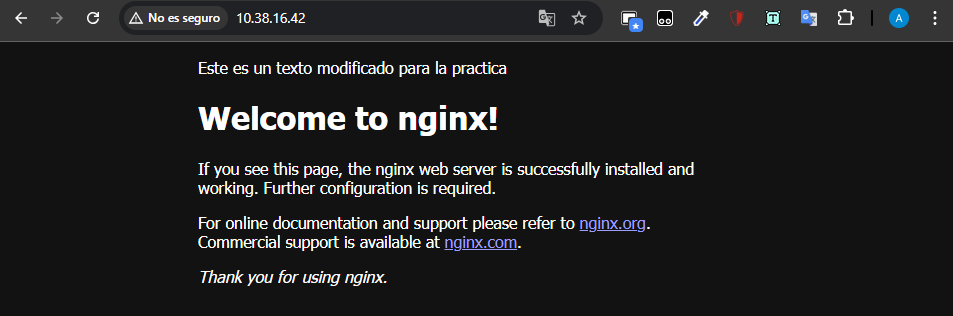 No es seguro 10.38.16.42 A
Este es un texto modificado para la practica
Welcome to nginx!
If you see this page, the nginx web server is successfully installed and
working. Further configuration is required.
For online documentation and support please refer to nginx.org.
Commercial support is available at nginx.com.
Thank you for using nginx.